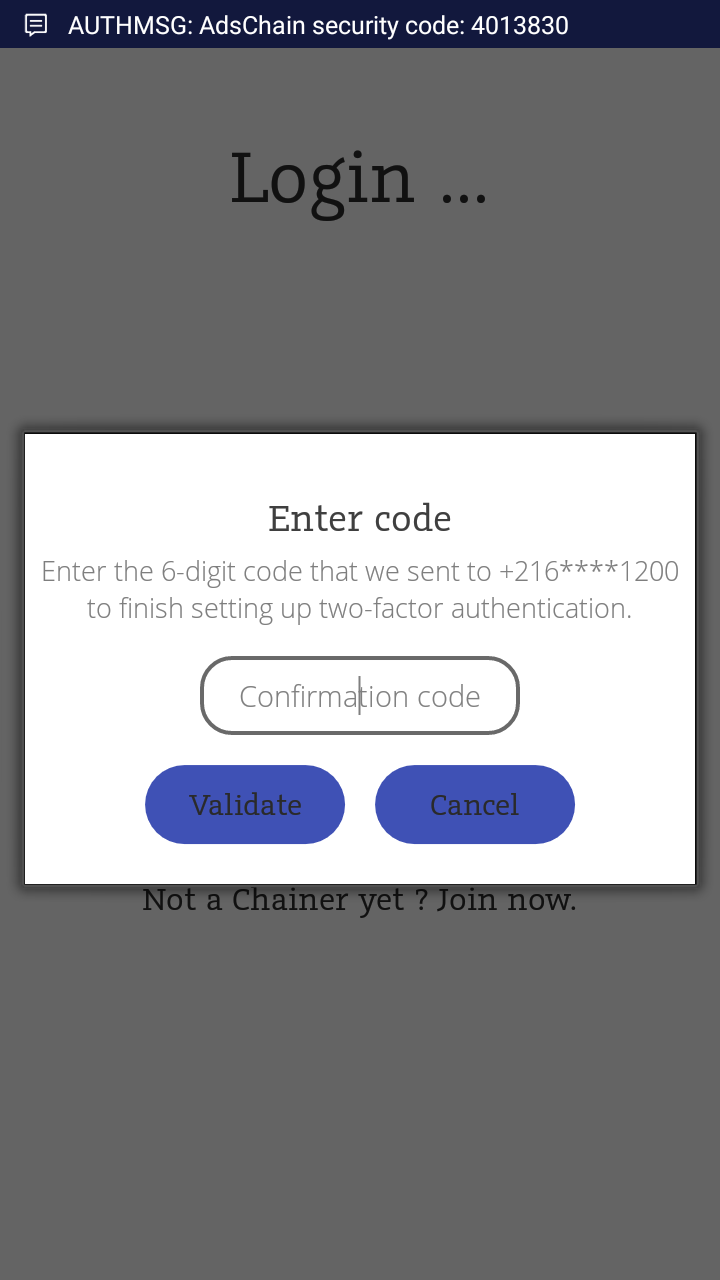 AUTHMSG: AdsChain security code: 4013830
Login ...
Enter code
Enter the 6-digit code that we sent to +216****1200
to finish setting up two-factor authentication.
Confirmation code
Validate
Cancel
Not a Chainer yet ? Join now.